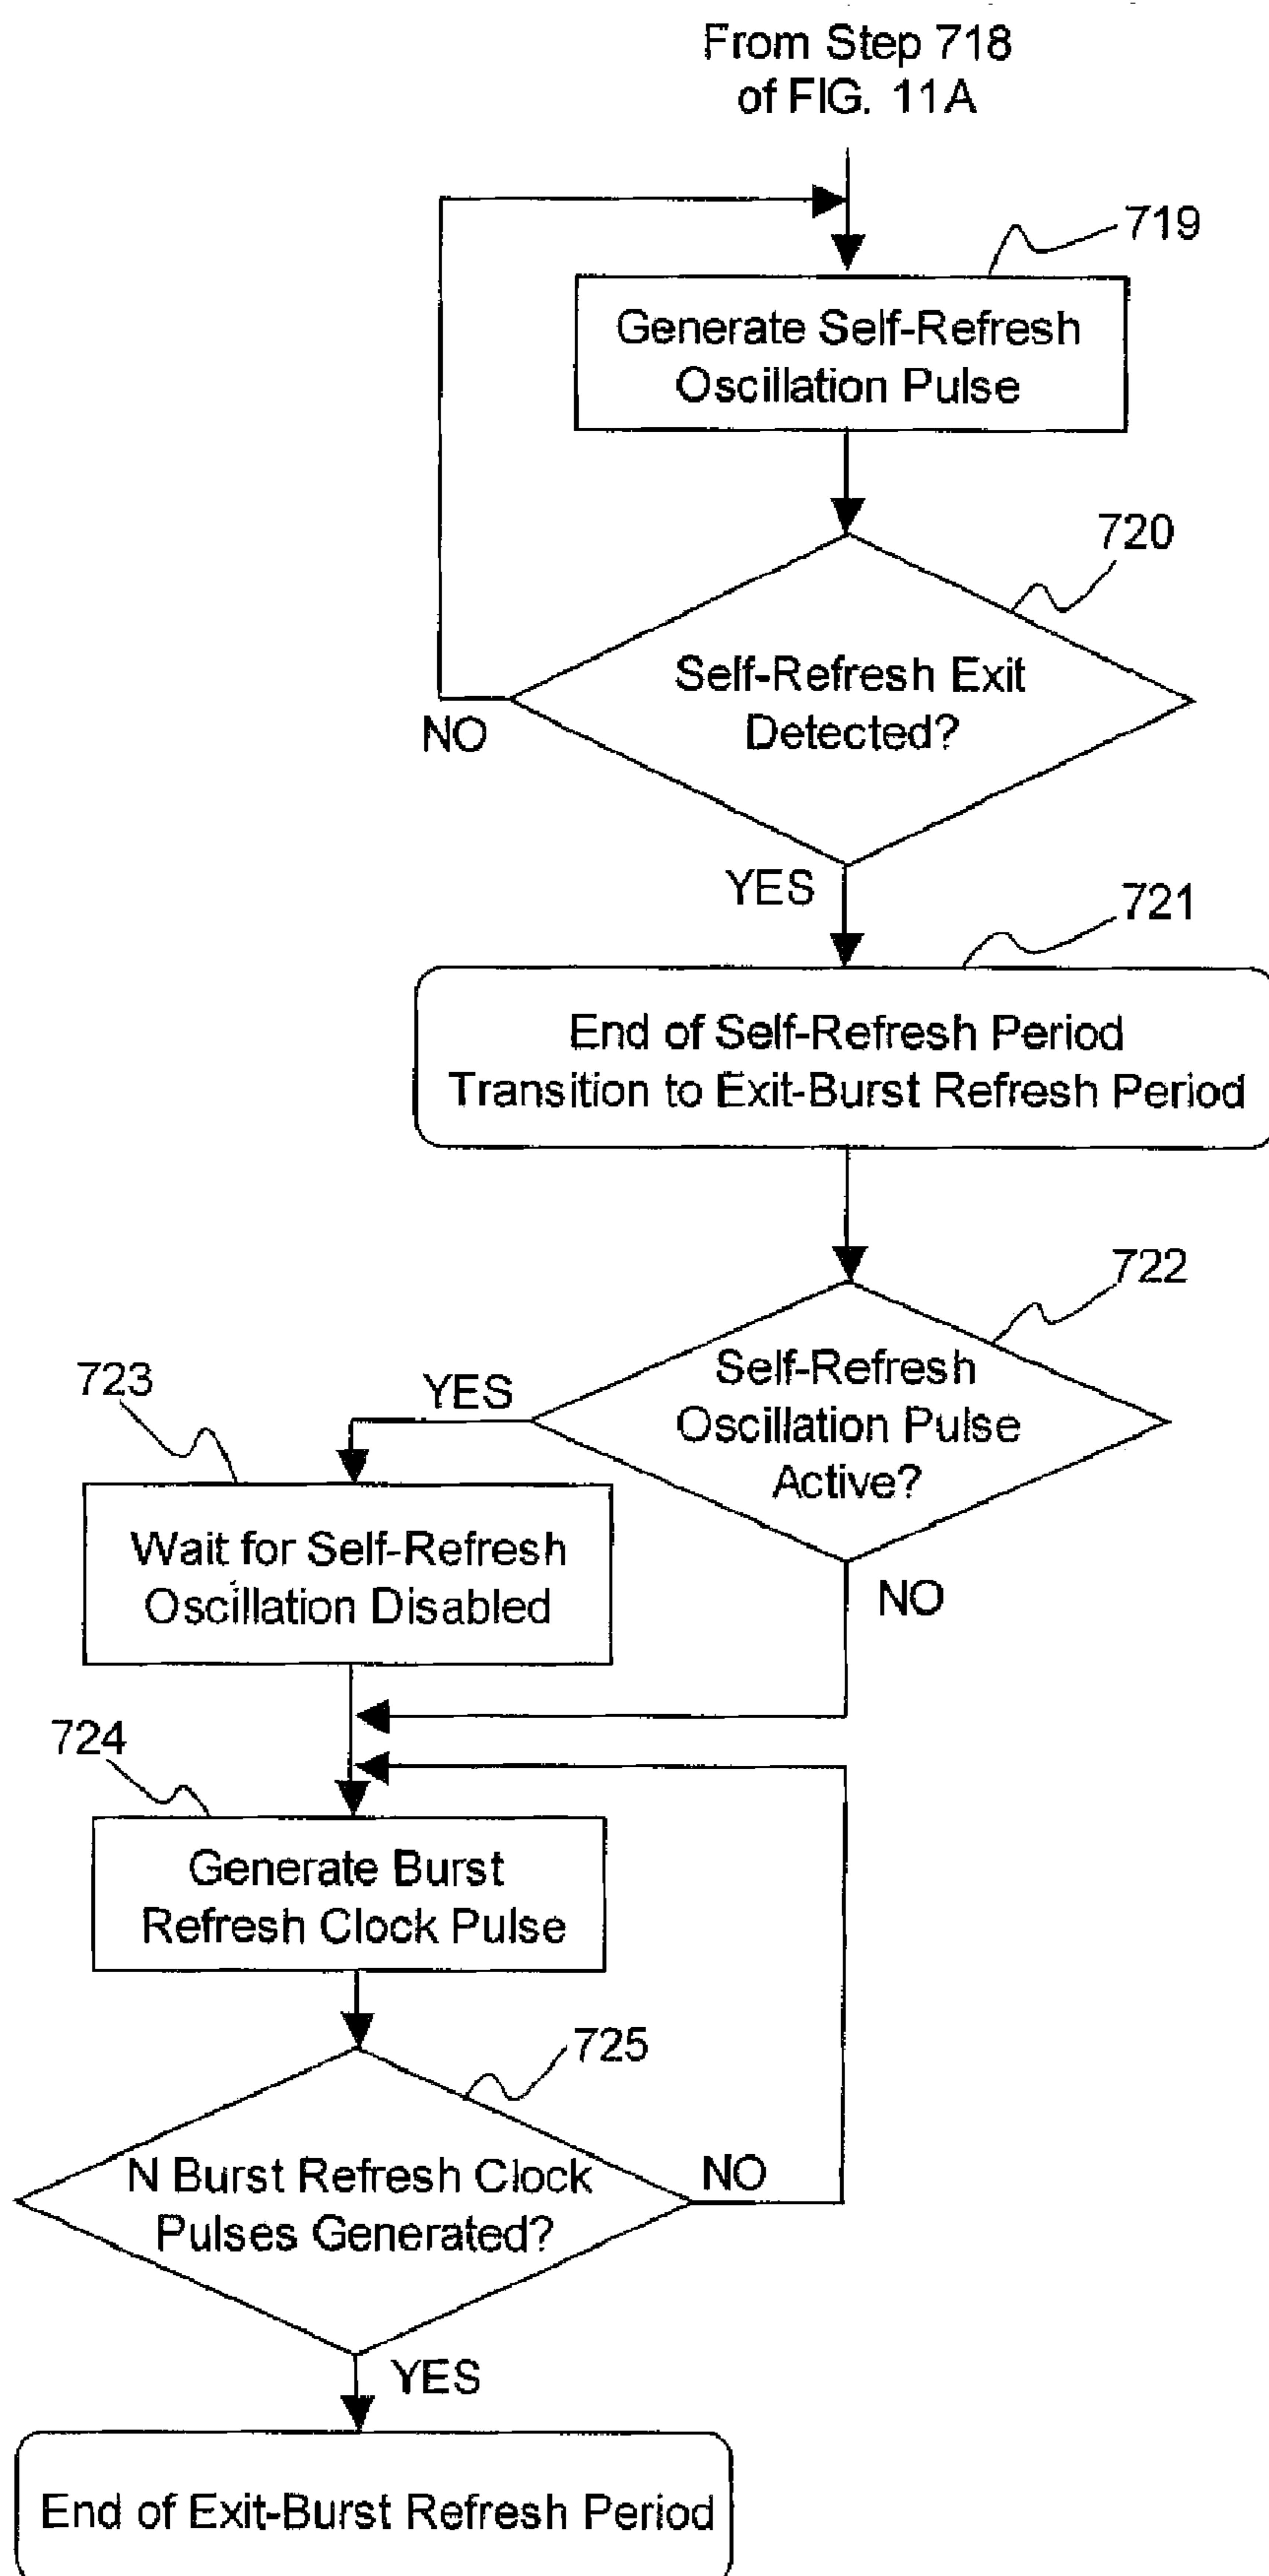 From Step 718
of FIG. 11A
719
Generate Self-Refresh
Oscillation Pulse
720
Self-Refresh Exit
Detected?
NO
YES
721
End of Self-Refresh Period
Transition to Exit-Burst Refresh Period
722
Self-Refresh
Oscillation Pulse
Active?
YES
723
NO
Wait for Self-Refresh
Oscillation Disabled
724
Generate Burst
Refresh Clock Pulse
725
N Burst Refresh Clock
Pulses Generated?
NO
YES
End of Exit-Burst Refresh Period